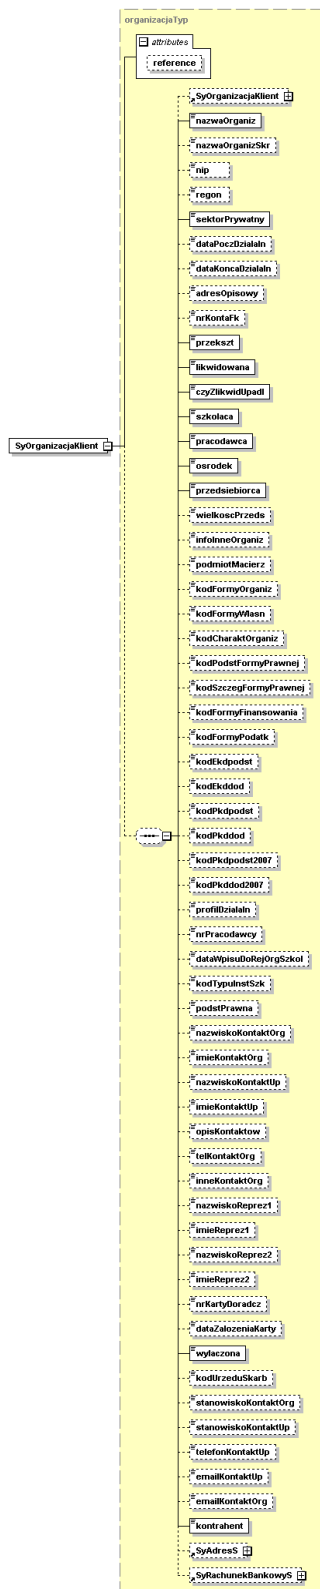 organizacjaTyp
attributes
reference
SyOrganizacjaKlient
nazwaOrganiz
nazwaOrganizSkr
nip
regon
sektorPrywatny
dataPoczDzialaln
dataKoncaDzialaln
adresOpisowy
nrKontaFk
przekszt
likwidowana
czyZlikwidUpadl
szkolaca
pracodawca
SyOrganizacjaKlient
osrodek
przedsiebiorca
wielkoscPrzeds
infoInneOrganiz
podmiotMacierz
kodFormyOrganiz
kodFormyWlasn
kodCharaktOrganiz
kodPodstFormyPrawnej
kodSzczegFormyPrawnej
kodFormyFinansowania
kodFormyPodatk
kodEkdpodst
kodEkddod
kodPkdpodst
kodPkddod
kodPkdpodst2007
kodPkddod2007
profilDzialaln
nrPracodawcy
dataWpisuDoRejOrgSzkol
kodTypuInstSzk
podstPrawna
nazwiskoKontaktOrg
imieKontaktOrg
nazwiskoKontaktUp
imieKontaktUp
opisKontaktow
telKontaktOrg
inneKontaktOrg
nazwiskoReprez1
imieReprez1
nazwiskoReprez2
imieReprez2
nrKartyDoradcz
dataZalozeniaKarty
wylaczona
kodUrzeduSkarb
stanowiskoKontaktOrg
stanowiskoKontaktUp
telefonKontaktUp
emailKontaktUp
emailKontaktOrg
kontrahent
SyAdresS
SyRachunekBankowyS